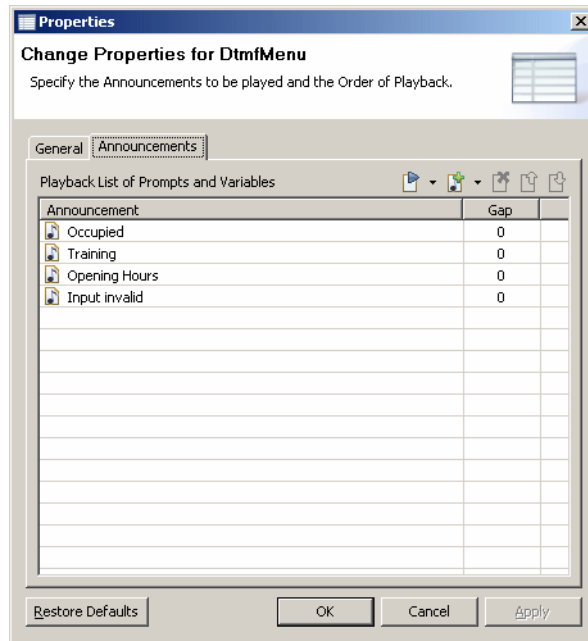 Properties
Change Properties for DtmfMenu
Specify the Announcements to be played and the Order of Playback.
General Announcements
Playback List of Prompts and Variables
Announcement Gap
Occupied 0
Training 0
Opening Hours 0
Input invalid 0
Restore Defaults OK Cancel Apply